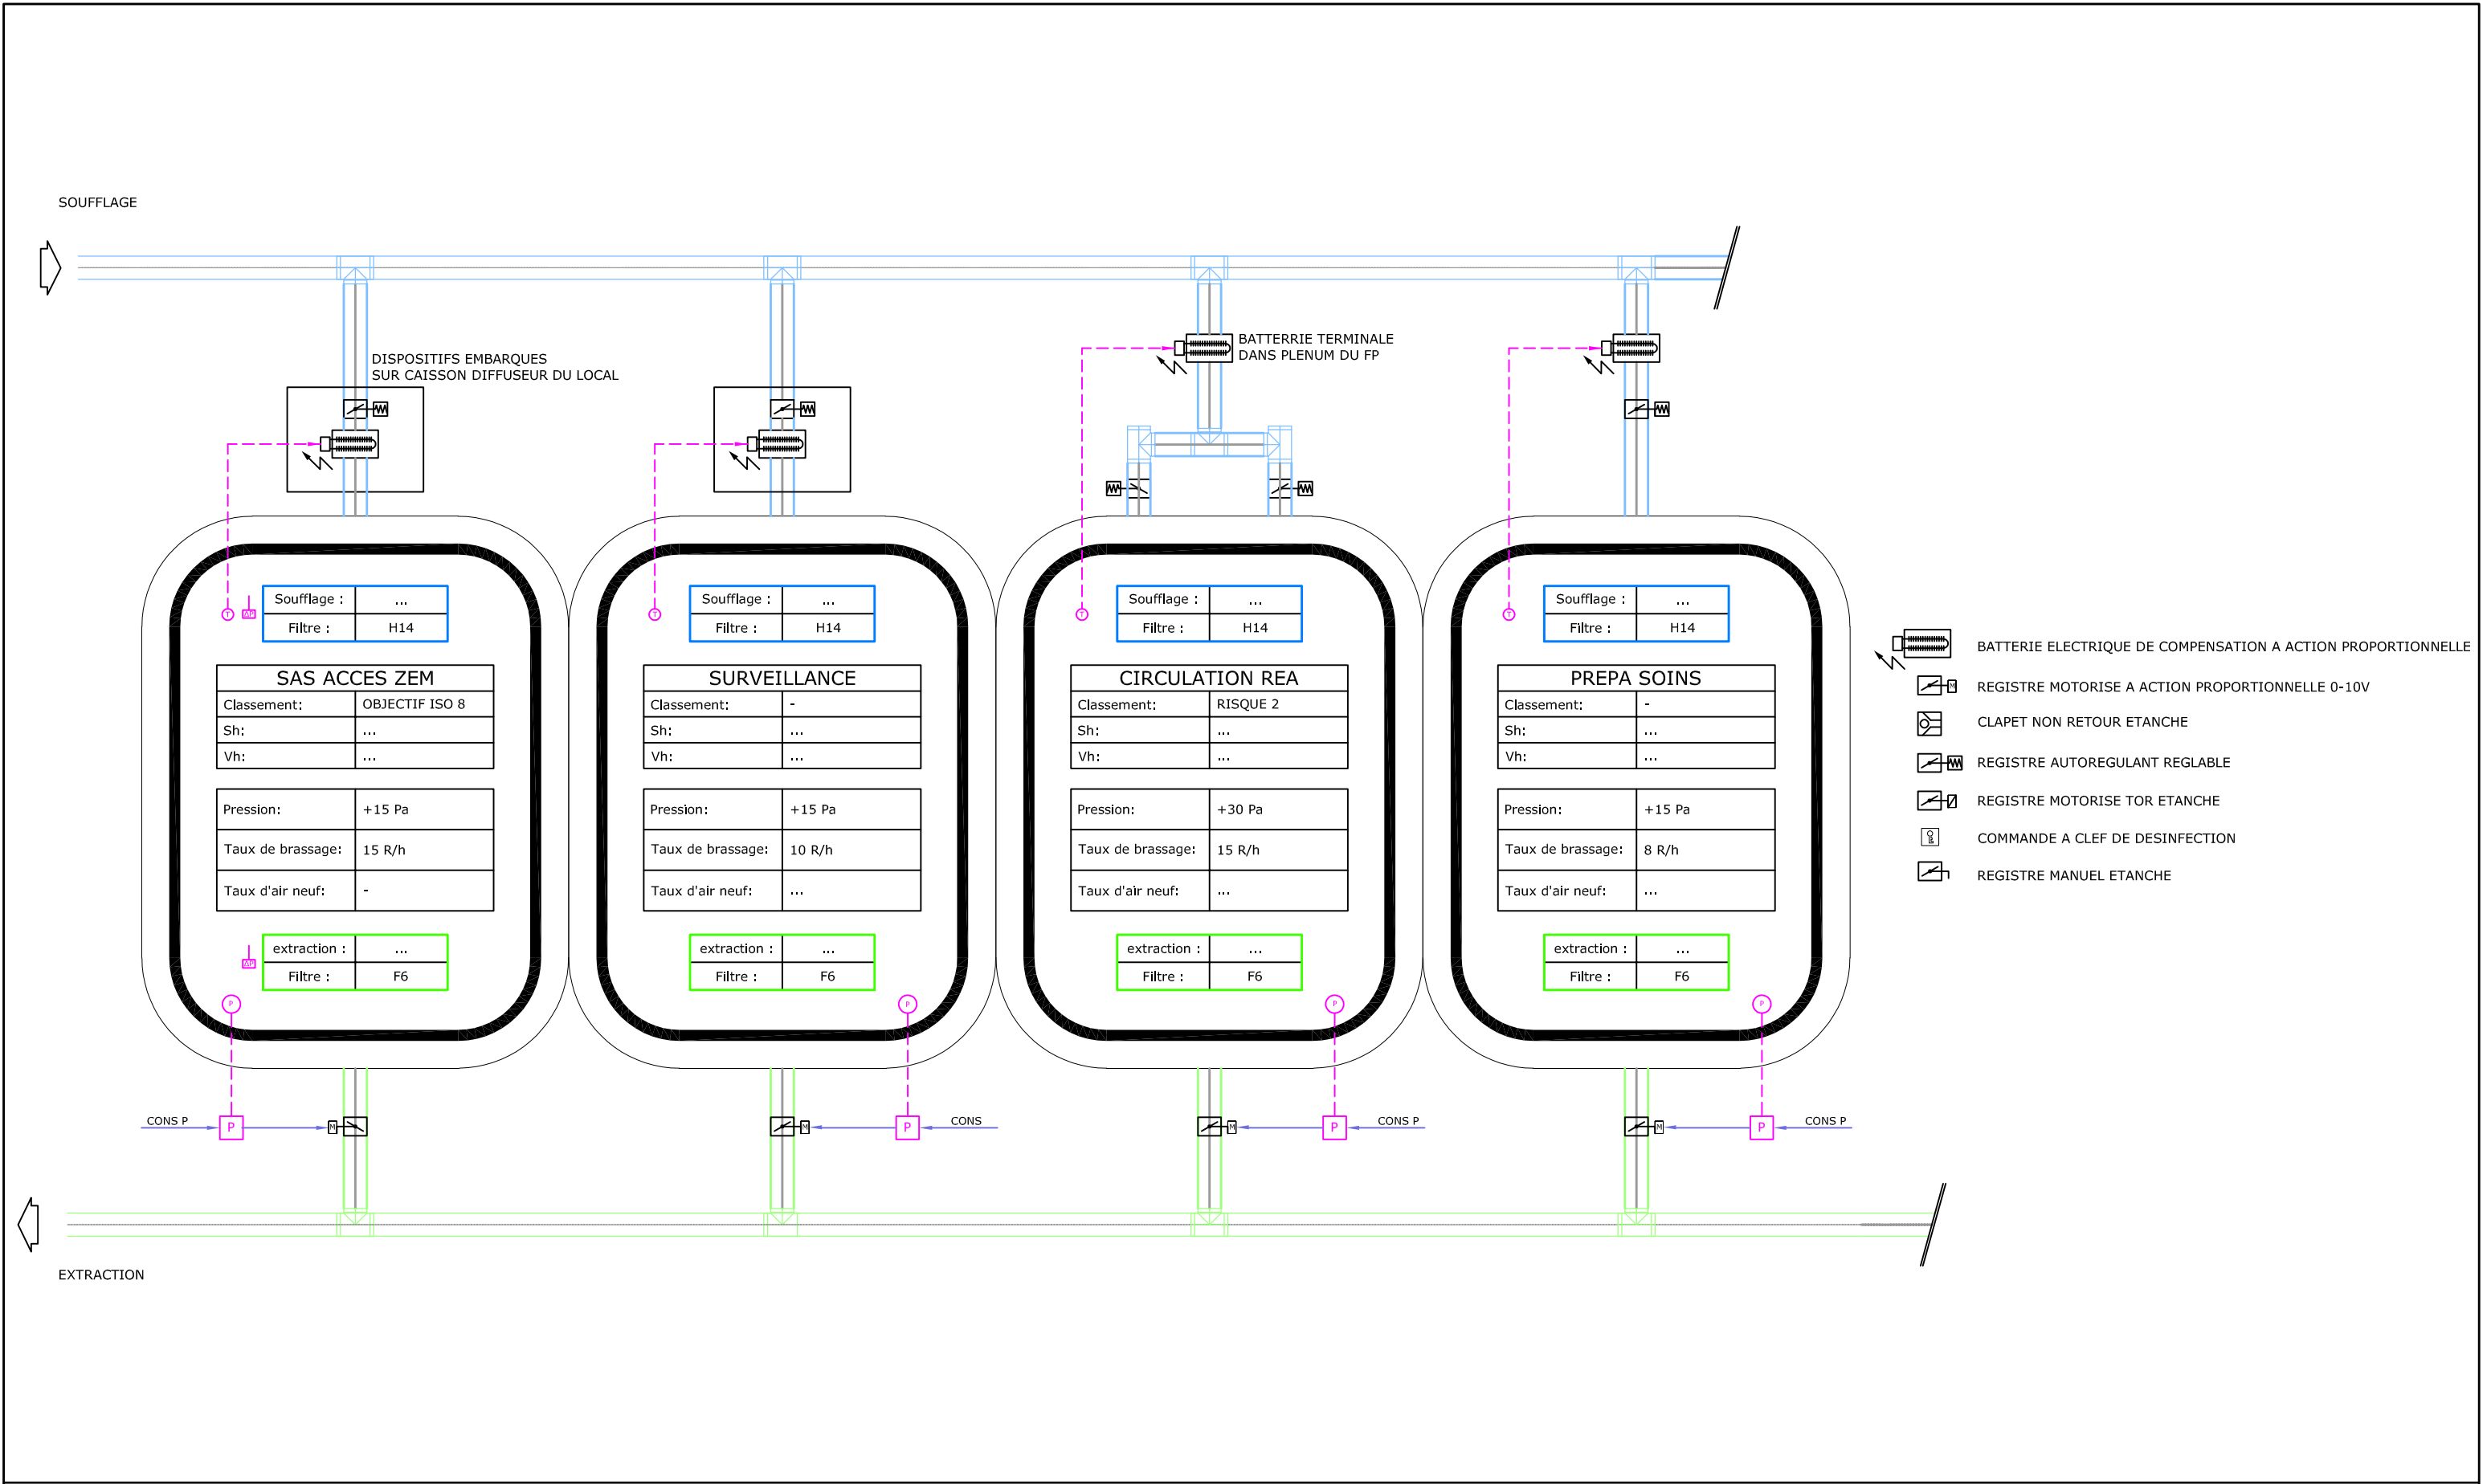 SOUFFLAGE
DISPOSITIFS EMBARQUES
SUR CAISSON DIFFUSEUR DU LOCAL
BATTERRIE TERMINALE
DANS PLENUM DU FP
T
ΔP
Soufflage : ...
Filtre : H14
SAS ACCES ZEM
Classement: OBJECTIF ISO 8
Sh: ...
Vh: ...
Pression: +15 Pa
Taux de brassage: 15 R/h
Taux d'air neuf: -
ΔP
extraction : ...
Filtre : F6
P
CONS P
P
M
T
Soufflage : ...
Filtre : H14
SURVEILLANCE
Classement: -
Sh: ...
Vh: ...
Pression: +15 Pa
Taux de brassage: 10 R/h
Taux d'air neuf: ...
extraction : ...
Filtre : F6
P
M
P
CONS
T
Soufflage : ...
Filtre : H14
CIRCULATION REA
Classement: RISQUE 2
Sh: ...
Vh: ...
Pression: +30 Pa
Taux de brassage: 15 R/h
Taux d'air neuf: ...
extraction : ...
Filtre : F6
P
M
P
CONS P
T
Soufflage : ...
Filtre : H14
PREPA SOINS
Classement: -
Sh: ...
Vh: ...
Pression: +15 Pa
Taux de brassage: 8 R/h
Taux d'air neuf: ...
extraction : ...
Filtre : F6
P
M
P
CONS P
BATTERIE ELECTRIQUE DE COMPENSATION A ACTION PROPORTIONNELLE
M
REGISTRE MOTORISE A ACTION PROPORTIONNELLE 0-10V
CLAPET NON RETOUR ETANCHE
REGISTRE AUTOREGULANT REGLABLE
REGISTRE MOTORISE TOR ETANCHE
COMMANDE A CLEF DE DESINFECTION
REGISTRE MANUEL ETANCHE
EXTRACTION